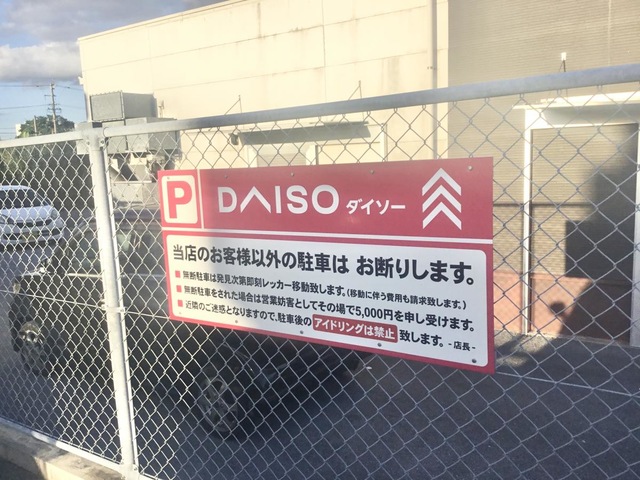 P DAISO ダイソー
当店のお客様以外の駐車は お断りします。
■ 無断駐車は発見次第即刻レッカー移動致します。(移動に伴う費用も請求致します。)
■ 無断駐車をされた場合は営業妨害としてその場で5,000円を申し受けます。
■ 近隣のご迷惑となりますので、駐車後のアイドリングは禁止致します。-店長-